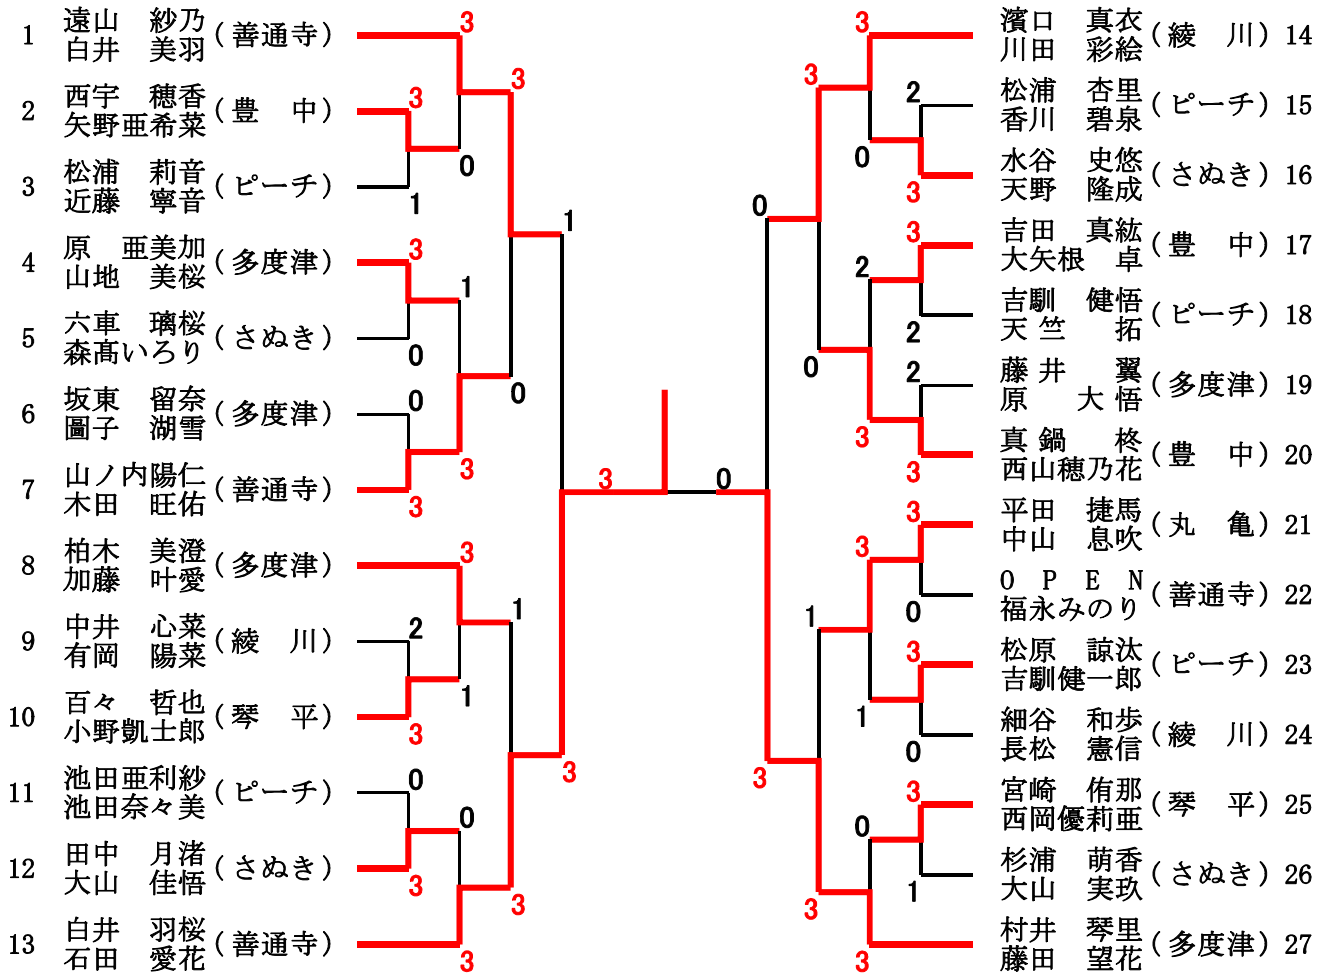 1 遠山 紗乃 (善通寺)
白井 美羽
2 西宇 穂香 (豊 中)
矢野亜希菜
3 松浦 莉音 (ピーチ)
近藤 寧音
4 原 亜美加 (多度津)
山地 美桜
5 六車 璃桜 (さぬき)
森髙いろり
6 坂東 留奈 (多度津)
圖子 湖雪
7 山ノ内陽仁 (善通寺)
木田 旺佑
8 柏木 美澄 (多度津)
加藤 叶愛
9 中井 心菜 (綾 川)
有岡 陽菜
10 百々 哲也 (琴 平)
小野凱士郎
11 池田亜利紗 (ピーチ)
池田奈々美
12 田中 月渚 (さぬき)
大山 佳悟
13 白井 羽桜 (善通寺)
石田 愛花
3
3
3
0
1
1
3
1
0
0
0
3
3
3
3
1
2
1
3
0
0
3
3
3
3
0
3
3
2
0
3
0
3
2
2
0
2
3
3
3
3
0
1
3
1
0
3
3
0
1
3
3
濱口 真衣 (綾 川) 14
川田 彩絵
松浦 杏里 (ピーチ) 15
香川 碧泉
水谷 史悠 (さぬき) 16
天野 隆成
吉田 真紘 (豊 中) 17
大矢根 卓
吉馴 健悟 (ピーチ) 18
天竺 拓
藤井 翼 (多度津) 19
原 大悟
真鍋 柊 (豊 中) 20
西山穂乃花
平田 捷馬 (丸 亀) 21
中山 息吹
O P E N (善通寺) 22
福永みのり
松原 諒汰 (ピーチ) 23
吉馴健一郎
細谷 和歩 (綾 川) 24
長松 憲信
宮崎 侑那 (琴 平) 25
西岡優莉亜
杉浦 萌香 (さぬき) 26
大山 実玖
村井 琴里 (多度津) 27
藤田 望花